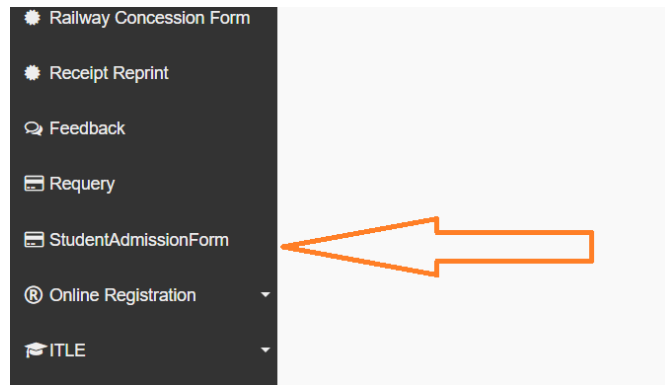 Railway Concession Form
Receipt Reprint
Feedback
Requery
StudentAdmissionForm
Online Registration
ITLE